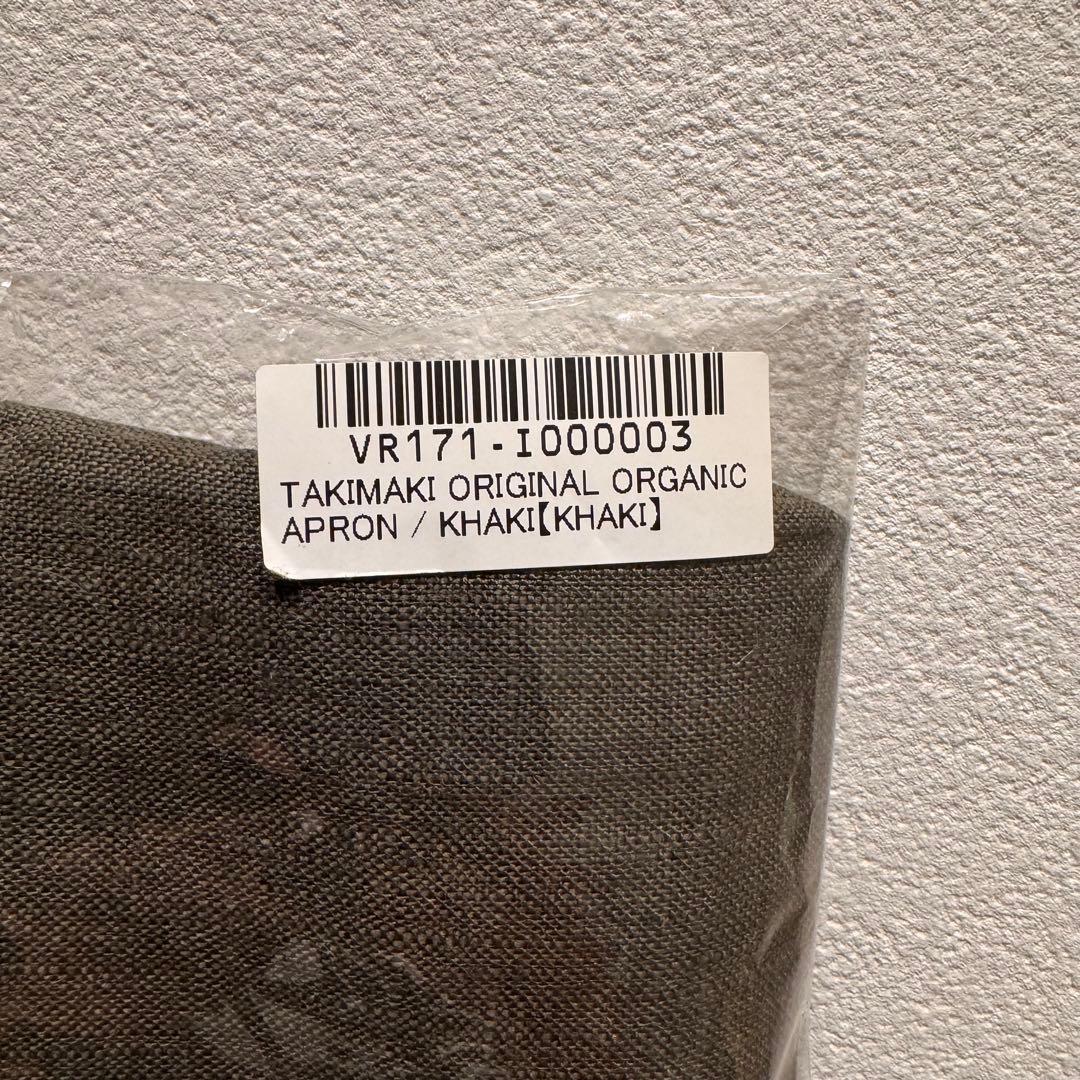 VR171-I000003
TAKIMAKI ORIGINAL ORGANIC
APRON / KHAKI【KHAKI】